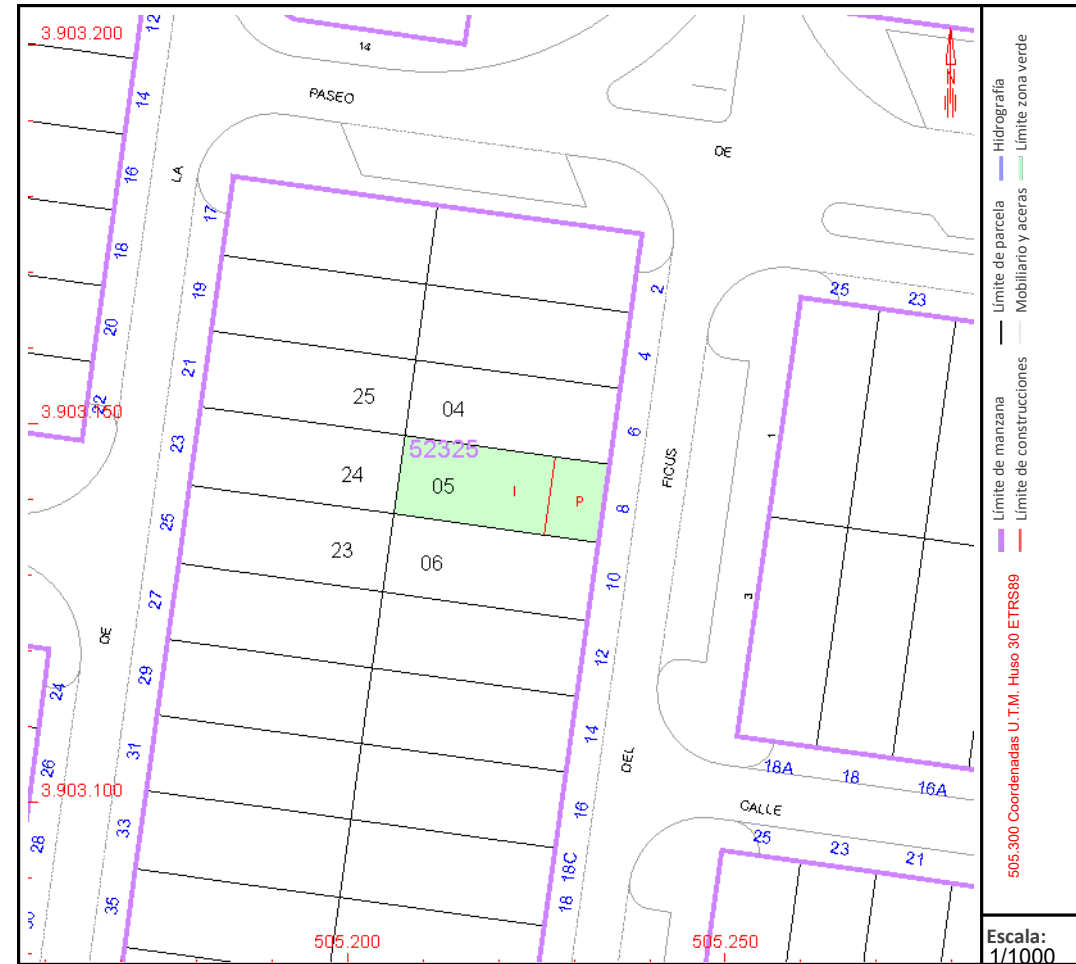 12
3.903.200
14
14
PASEO
DE
16
LA
17
18
19
2
25
23
20
4
21
22
3.903.150
25
04
6
1
23
52325
FICUS
24
05
I
P
8
25
23
06
10
27
3
DE
12
29
24
14
31
DEL
26
18A
18
16A
3.903.100
16
CALLE
33
28
25
23
21
18C
35
18
505.200
505.250
N
Hidrografía
Límite zona verde
Límite de parcela
Mobiliario y aceras
Límite de manzana
Límite de construcciones
505.300 Coordenadas U.T.M. Huso 30 ETRS89
Escala:
1/1000